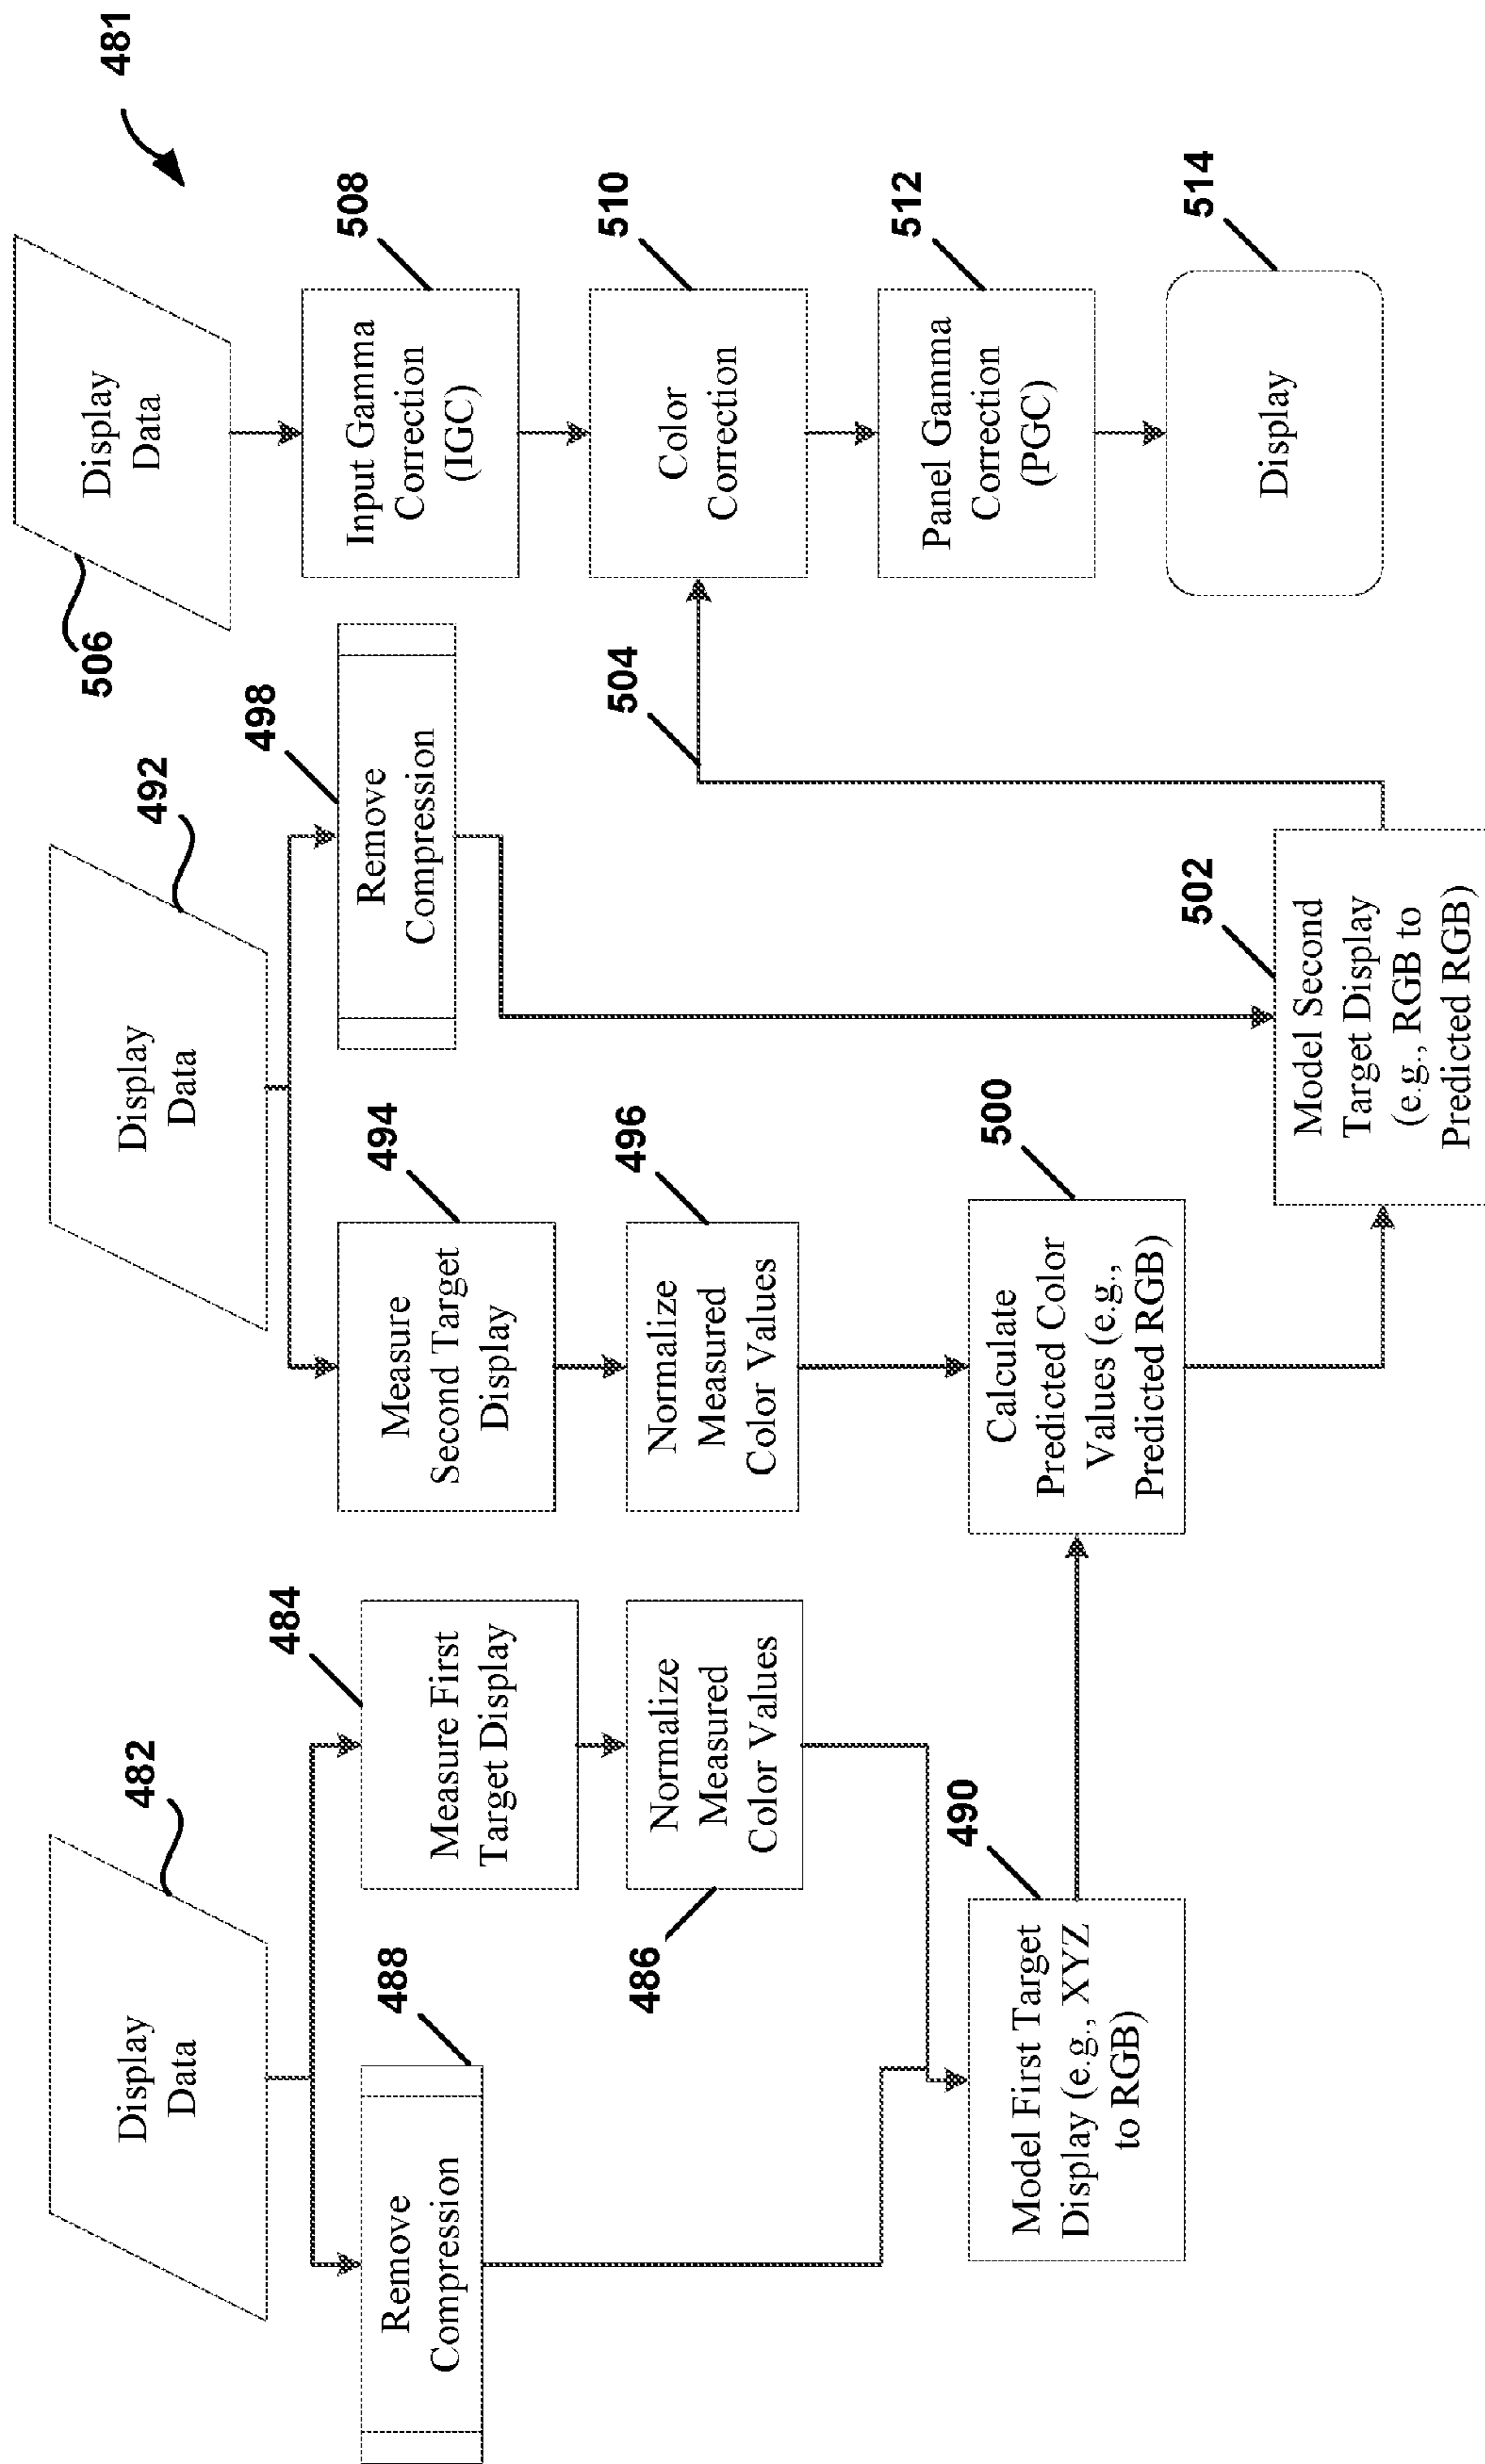 481
Display
Data
482
Remove
Compression
488
Measure First
Target Display
484
Normalize
Measured
Color Values
486
Model First Target
Display (e.g., XYZ
to RGB)
490
Display
Data
492
Measure
Second Target
Display
494
Normalize
Measured
Color Values
496
Remove
Compression
498
Calculate
Predicted Color
Values (e.g.,
Predicted RGB)
500
Model Second
Target Display
(e.g., RGB to
Predicted RGB)
502
504
Display
Data
506
Input Gamma
Correction
(IGC)
508
Color
Correction
510
Panel Gamma
Correction
(PGC)
512
Display
514